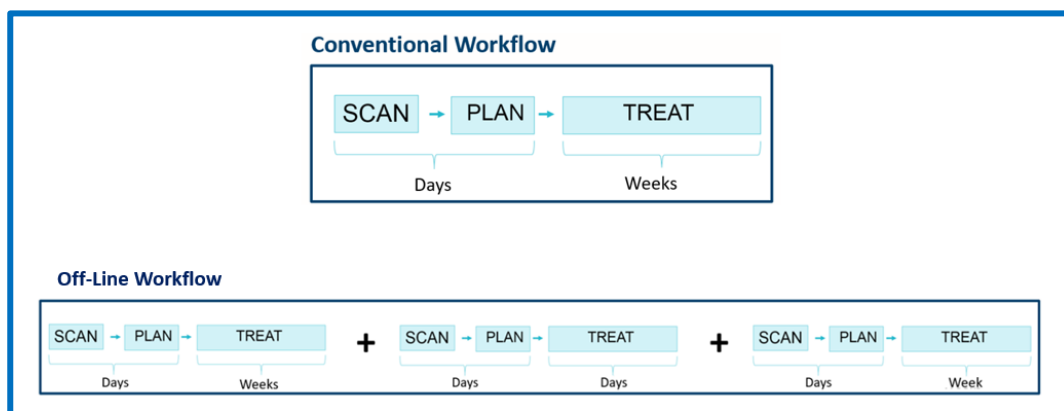 Conventional Workflow
SCAN → PLAN → TREAT
Days Weeks
Off-Line Workflow
SCAN → PLAN → TREAT + SCAN → PLAN → TREAT + SCAN → PLAN → TREAT
Days Weeks Days Days Days Week